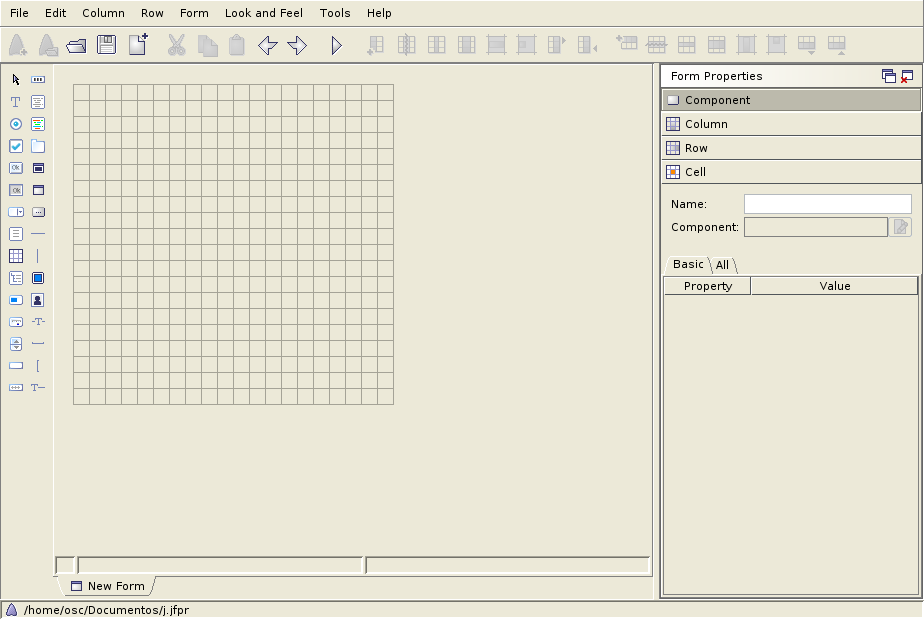 File Edit Column Row Form Look and Feel Tools Help
Form Properties
Component
Column
Row
Cell
Name:
Component:
Basic All
Property Value
New Form
/home/osc/Documentos/j.jfpr